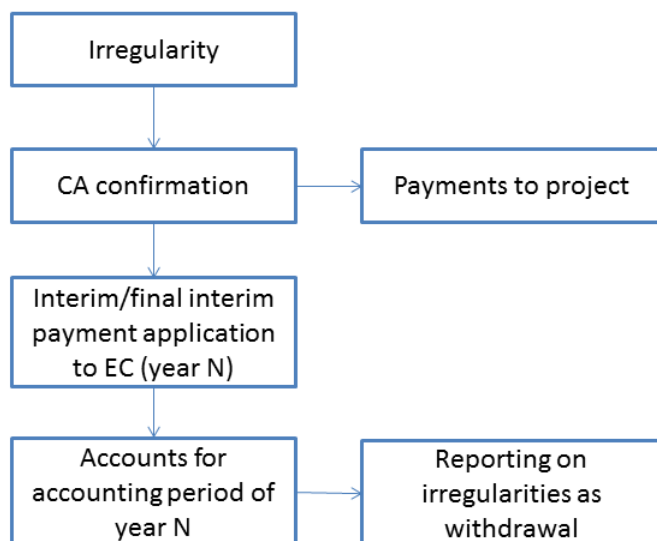 Irregularity
CA confirmation
Payments to project
Interim/final interim
payment application
to EC (year N)
Accounts for
accounting period of
year N
Reporting on
irregularities as
withdrawal